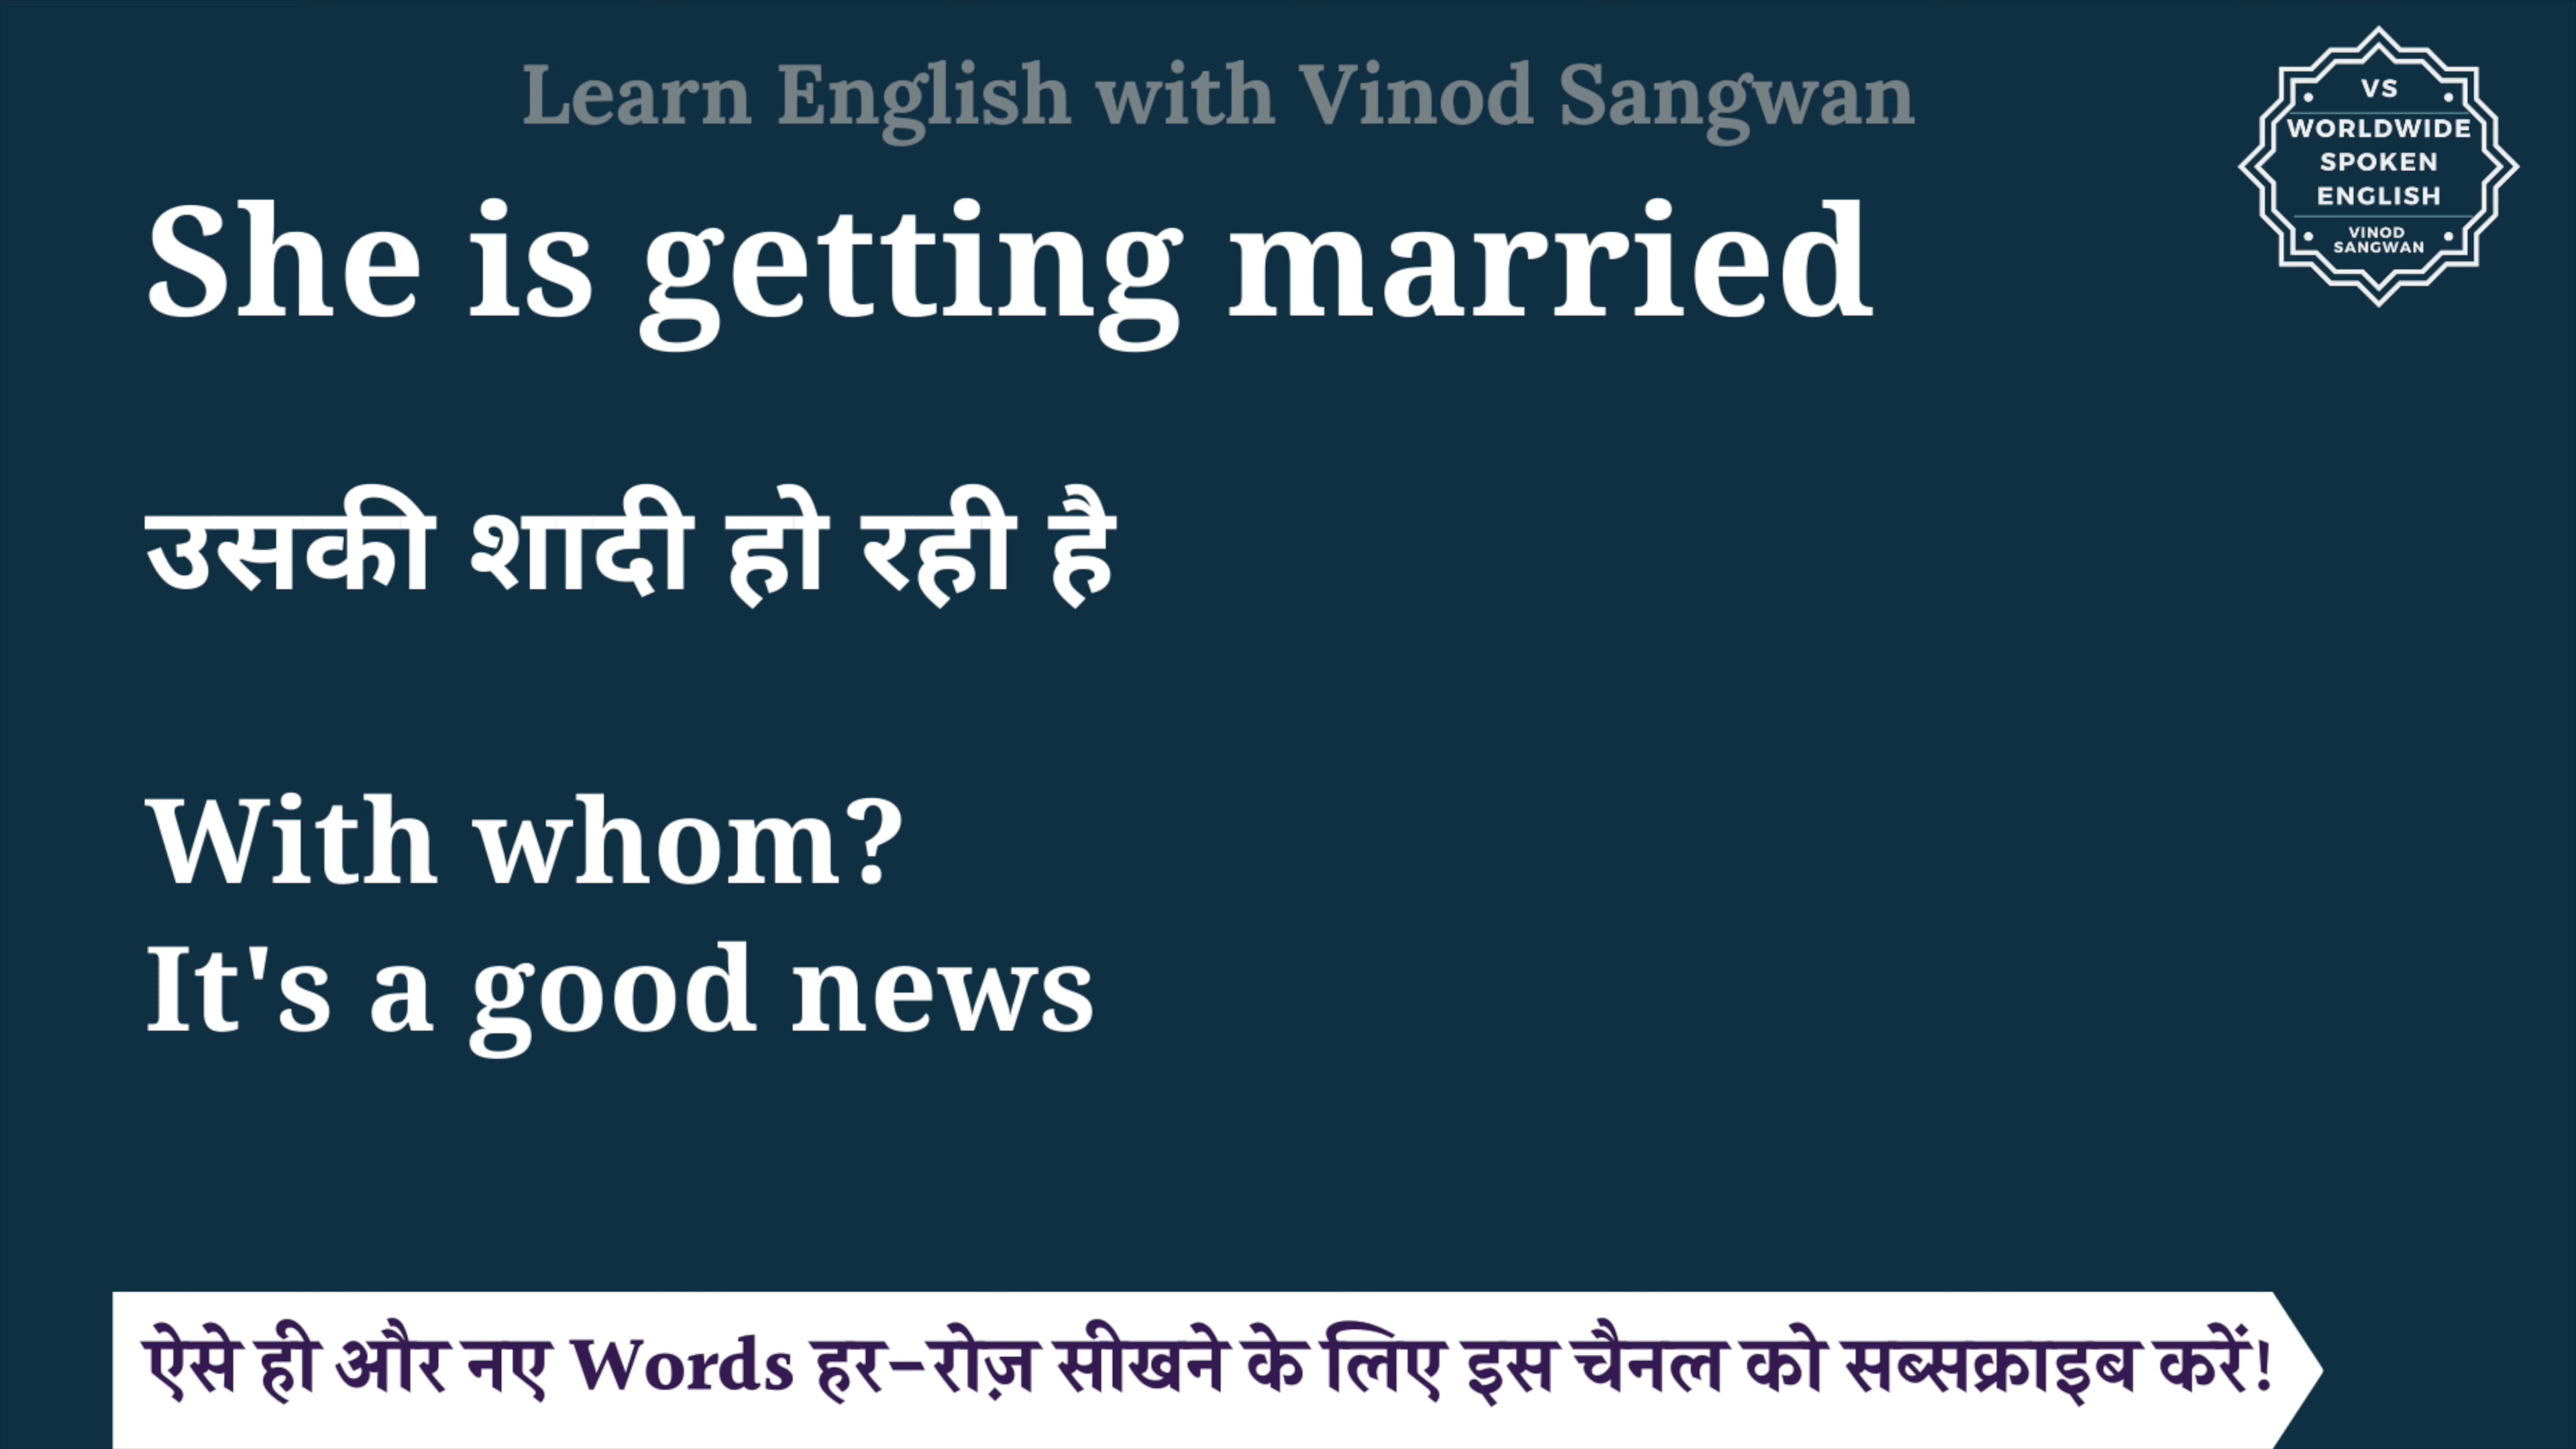 Learn English with Vinod Sangwan
VS
WORLDWIDE
SPOKEN
ENGLISH
VINOD
SANGWAN
She is getting married
उसकी शादी हो रही है
With whom?
It's a good news
ऐसे ही और नए Words हर-रोज़ सीखने के लिए इस चैनल को सब्सक्राइब करें!